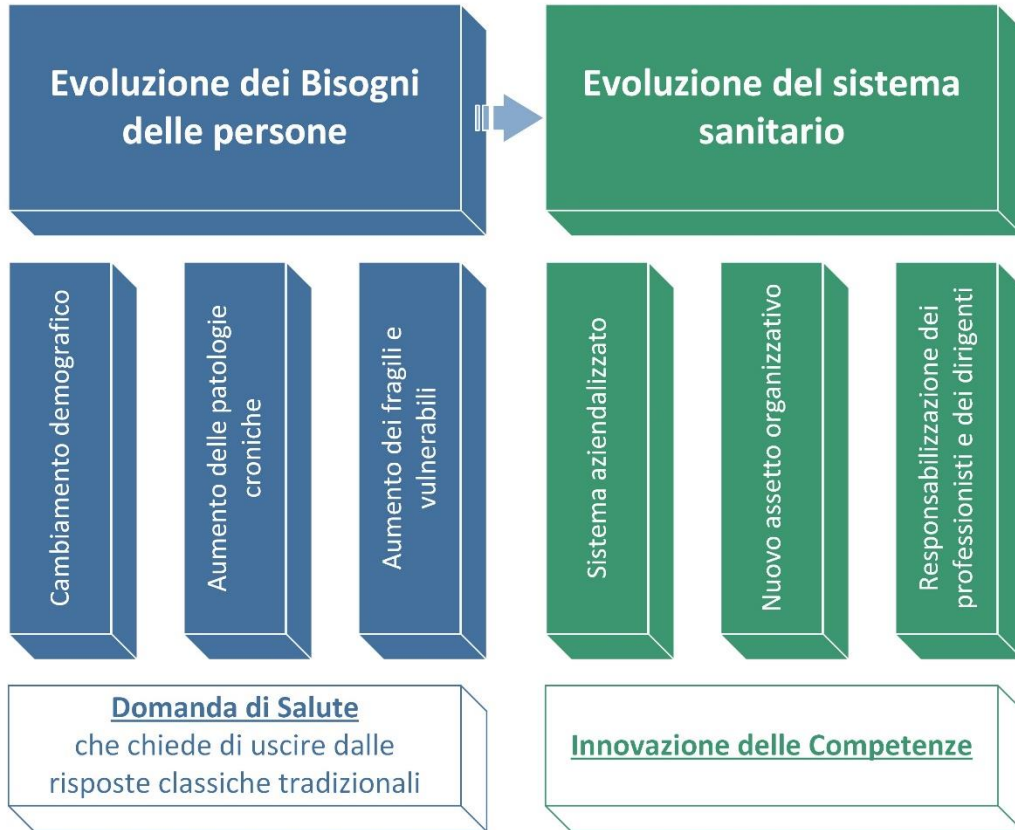 Evoluzione dei Bisogni
delle persone
Evoluzione del sistema
sanitario
Cambiamento demografico
Aumento delle patologie
croniche
Aumento dei fragili e
vulnerabili
Sistema aziendalizzato
Nuovo assetto organizzativo
Responsabilizzazione dei
professionisti e dei dirigenti
Domanda di Salute
che chiede di uscire dalle
risposte classiche tradizionali
Innovazione delle Competenze